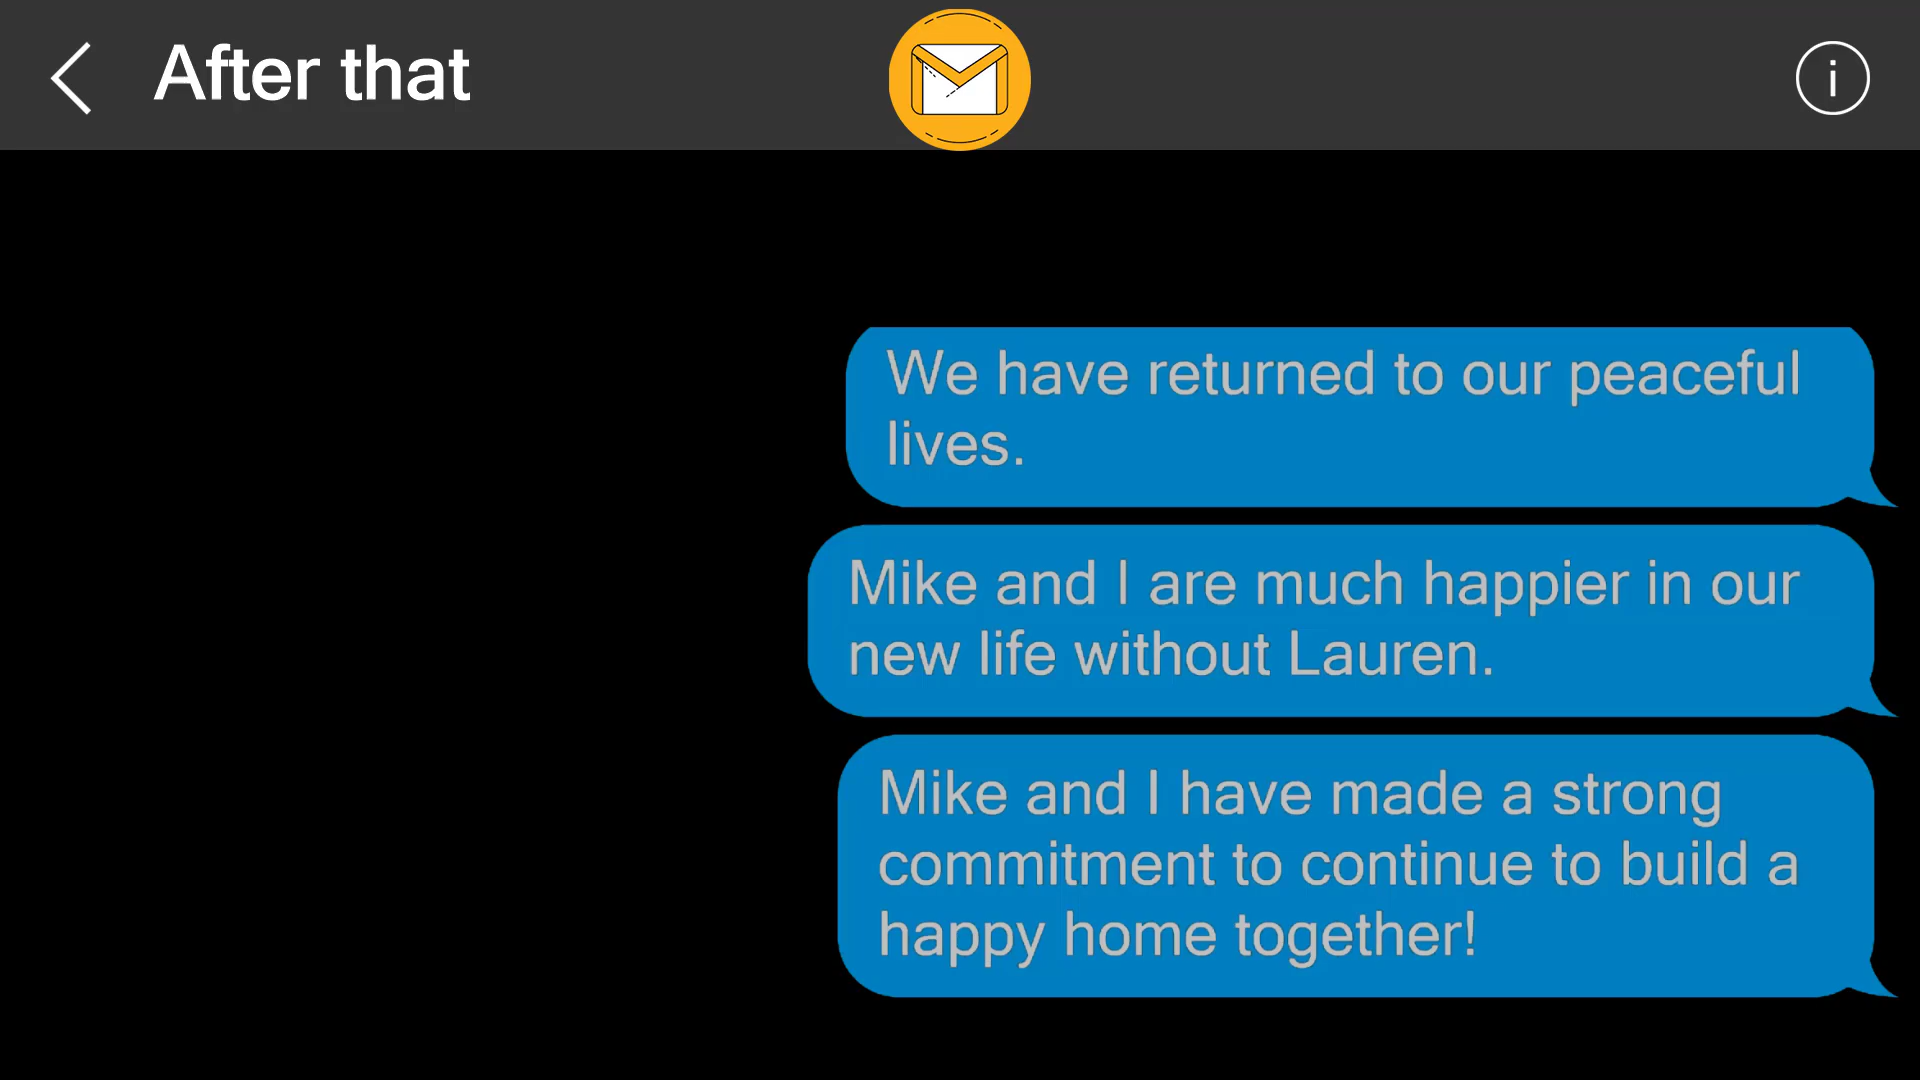 After that
i
We have returned to our peaceful
lives.
Mike and I are much happier in our
new life without Lauren.
Mike and I have made a strong
commitment to continue to build a
happy home together!